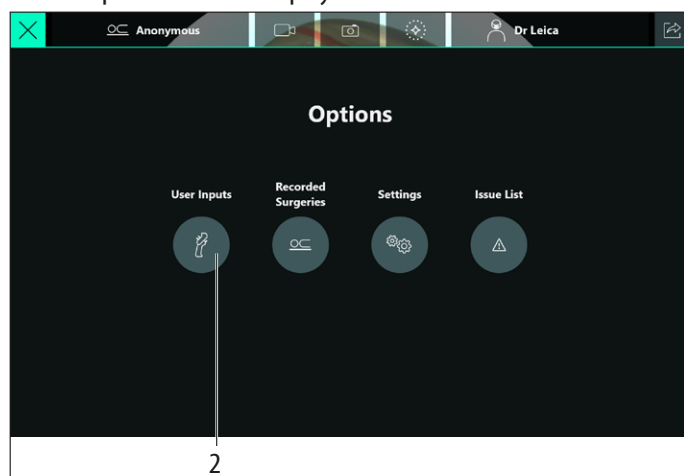 Anonymous
Dr Leica
Options
User Inputs
Recorded
Surgeries
Settings
Issue List
2